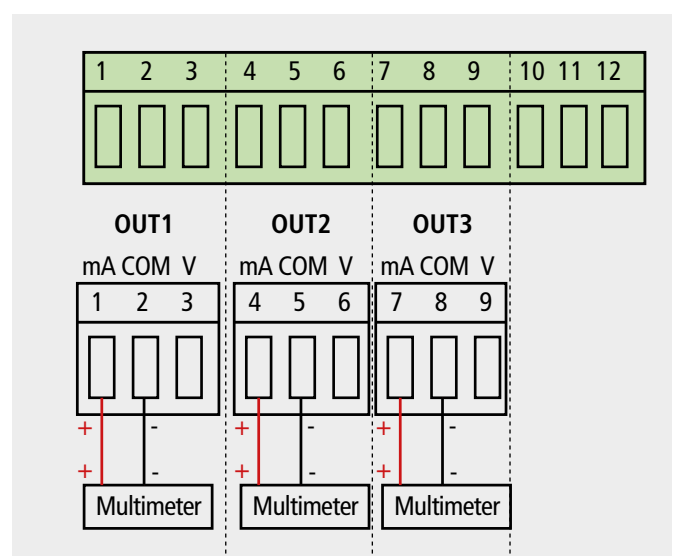 1 2 3 4 5 6 7 8 9 10 11 12
OUT1 OUT2 OUT3
mA COM V mA COM V mA COM V
1 2 3 4 5 6 7 8 9
+ - + - + -
+ - + - + -
Multimeter Multimeter Multimeter